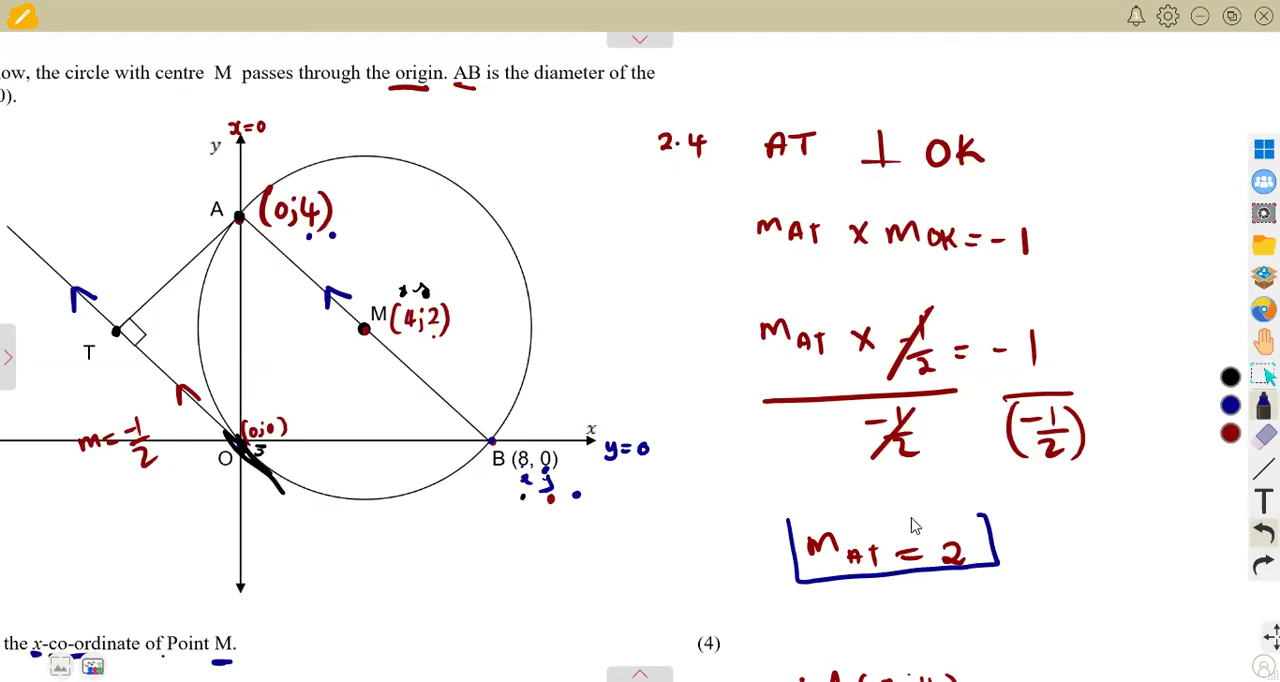 ow, the circle with centre M passes through the origin. AB is the diameter of the
0).
x=0
y
A
(0;4)
x y
M(4;2)
T
(0;0)
m=-1/2
3
O
x
B (8, 0)
x y
y=0
2.4 AT ⊥ OK
mAT x mOK = -1
mAT x -1/2 = -1
-1/2 (-1/2)
mAT = 2
the x-co-ordinate of Point M.
(4)
T